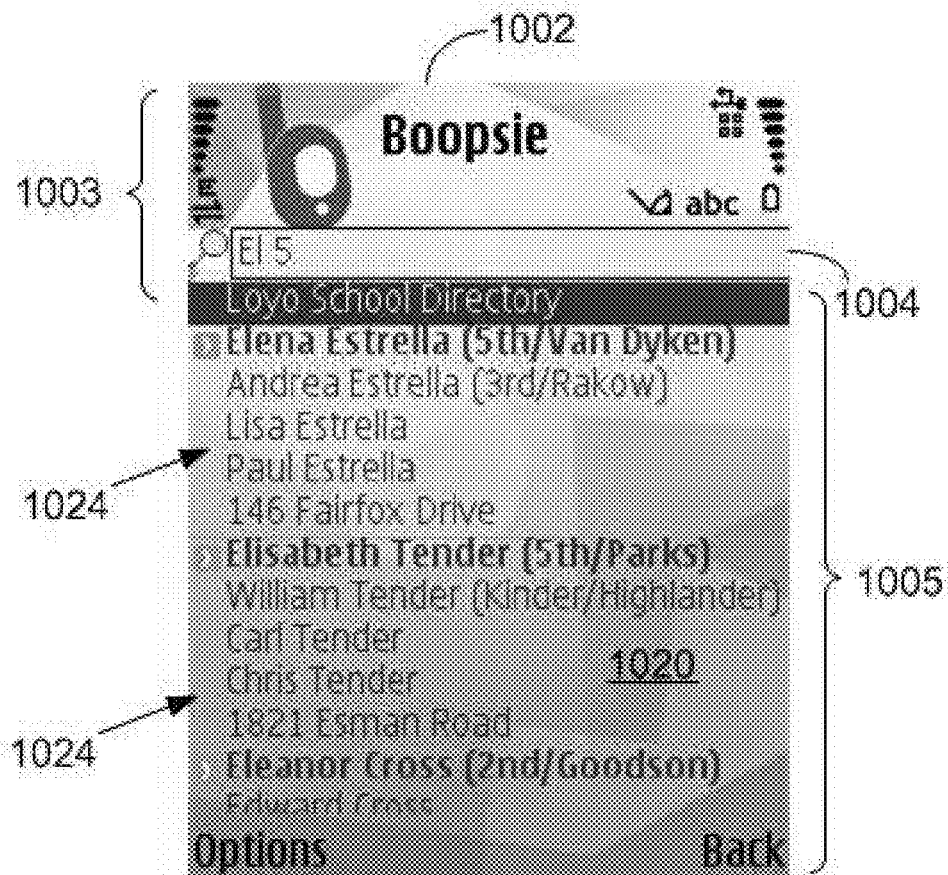 1002
Boopsie
1003
abc
El 5
1004
Loyo School Directory
Elena Estrella (5th/Van Dyken)
Andrea Estrella (3rd/Rakow)
Lisa Estrella
1024
Paul Estrella
146 Fairfox Drive
Elisabeth Tender (5th/Parks)
1005
William Tender (Kinder/Highlander)
Carl Tender
1020
Chris Tender
1024
1821 Esman Road
Eleanor Cross (2nd/Goodson)
Edward Cross
Options
Back